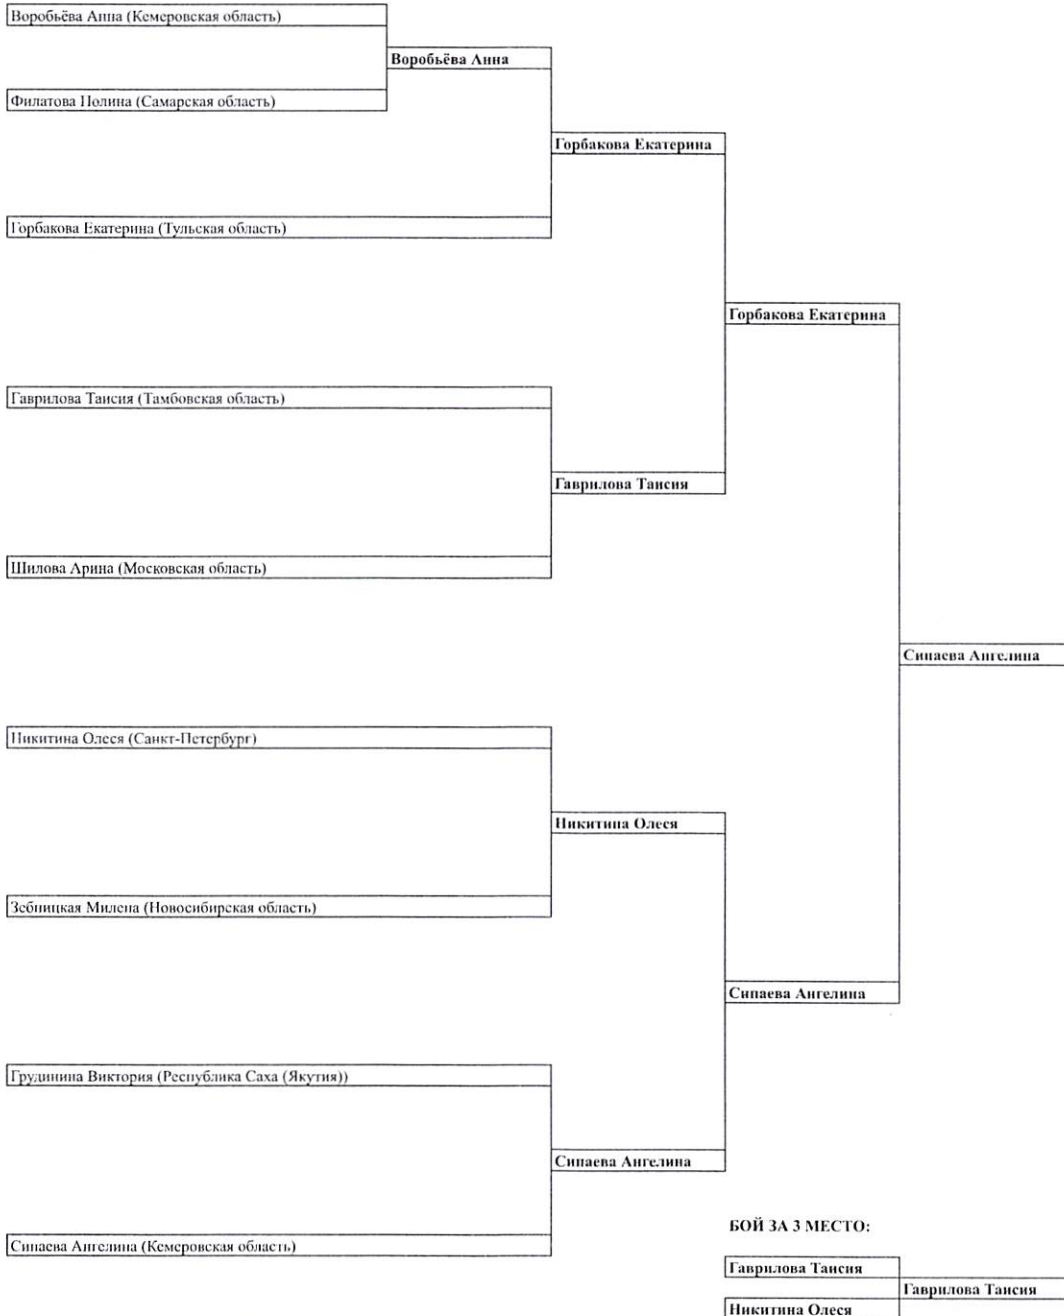 Воробьёва Анна (Кемеровская область)
Воробьёва Анна
Филатова Полина (Самарская область)
Горбакова Екатерина
Горбакова Екатерина (Тульская область)
Горбакова Екатерина
Гаврилова Таисия (Тамбовская область)
Гаврилова Таисия
Шилова Арина (Московская область)
Синаева Ангелина
Никитина Олеся (Санкт-Петербург)
Никитина Олеся
Зебницкая Милена (Новосибирская область)
Синаева Ангелина
Грудинина Виктория (Республика Саха (Якутия))
Синаева Ангелина
БОЙ ЗА 3 МЕСТО:
Синаева Ангелина (Кемеровская область)
Гаврилова Таисия
Гаврилова Таисия
Никитина Олеся